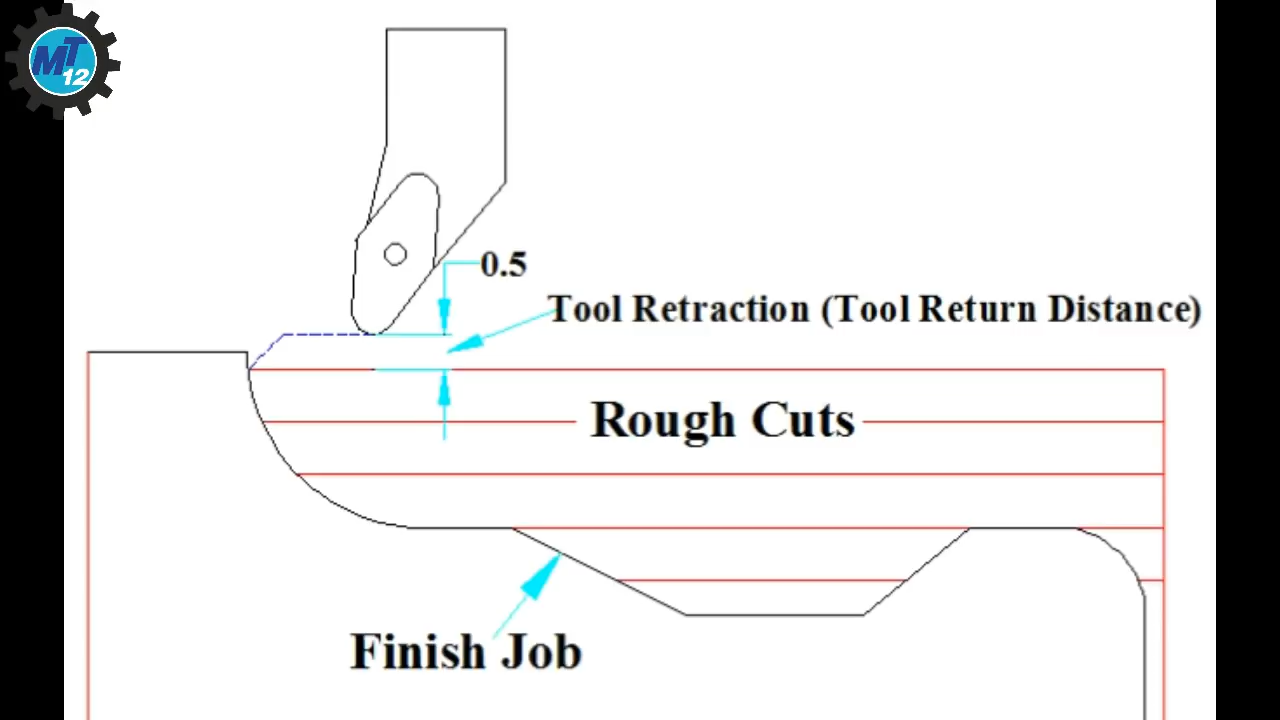 MT
12
0.5
Tool Retraction (Tool Return Distance)
Rough Cuts
Finish Job